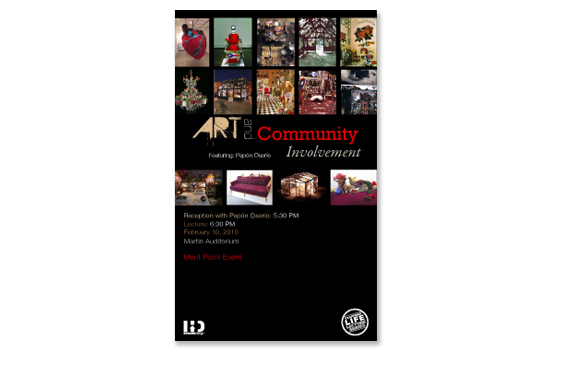 ART and Community
Involvement
Featuring: Pepón Osorio
Reception with Pepón Osorio: 5:30 PM
Lecture: 6:30 PM
February 10, 2010
Martin Auditorium
Merit Point Event
LIFE